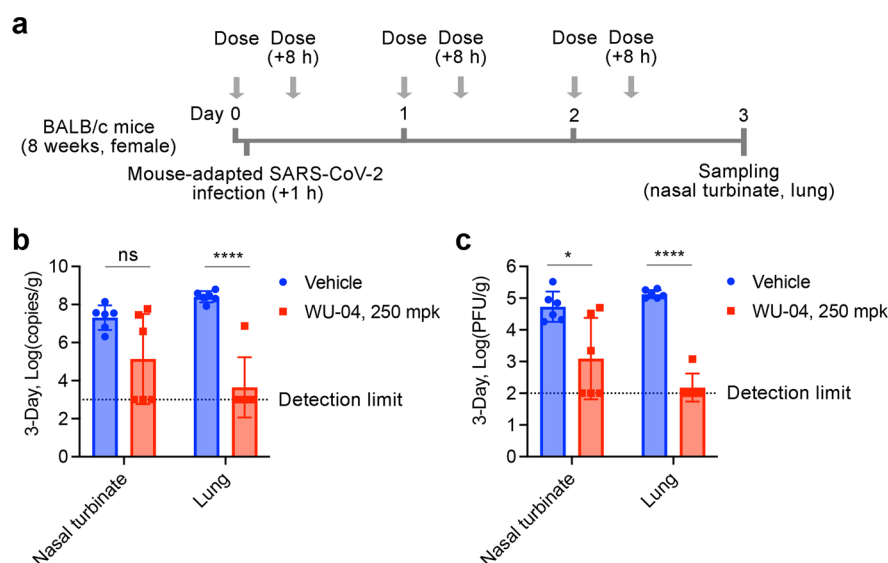 a
Dose Dose Dose Dose Dose Dose
(+8 h) (+8 h) (+8 h)
Day 0 1 2 3
BALB/c mice
(8 weeks, female)
Mouse-adapted SARS-CoV-2
infection (+1 h)
Sampling
(nasal turbinate, lung)
b
3-Day, Log(copies/g)
10
8
6
4
2
0
ns
****
Vehicle
WU-04, 250 mpk
Detection limit
Nasal turbinate
Lung
c
3-Day, Log(PFU/g)
6
5
4
3
2
1
0
*
****
Vehicle
WU-04, 250 mpk
Detection limit
Nasal turbinate
Lung